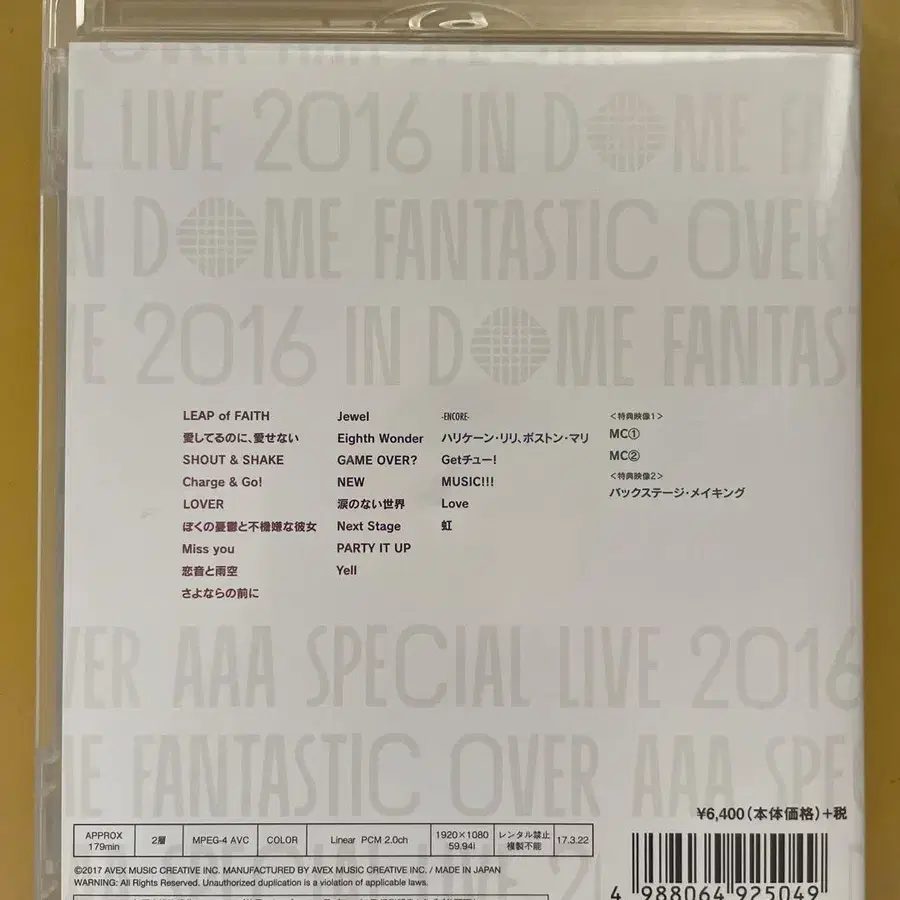 L LIVE 2016 IN DOME
IN DOME FANTASTIC OVER
LIVE 2016 IN DOME FANTAS
LEAP of FAITH
愛してるのに、愛せない
SHOUT & SHAKE
Charge & Go!
LOVER
ぼくの憂鬱と不機嫌な彼女
Miss you
恋音と雨空
さよならの前に
Jewel
Eighth Wonder
GAME OVER?
NEW
涙のない世界
Next Stage
PARTY IT UP
Yell
-ENCORE-
ハリケーン・リリ、ボストン・マリ
Getチュー!
MUSIC!!!
Love
虹
<特典映像1>
MC①
MC②
<特典映像2>
バックステージ・メイキング
VER AAA SPECIAL LIVE 2016
ME FANTASTIC OVER AAA SPECIA
¥6,400(本体価格)+税
APPROX 179min
2層
MPEG-4 AVC
COLOR
Linear PCM 2.0ch
1920×1080 59.94i
レンタル禁止 複製不能
17.3.22
©2017 AVEX MUSIC CREATIVE INC. MANUFACTURED BY AVEX MUSIC CREATIVE INC. / MADE IN JAPAN
WARNING: All Rights Reserved. Unauthorized duplication is a violation of applicable laws.
4 988064 925049